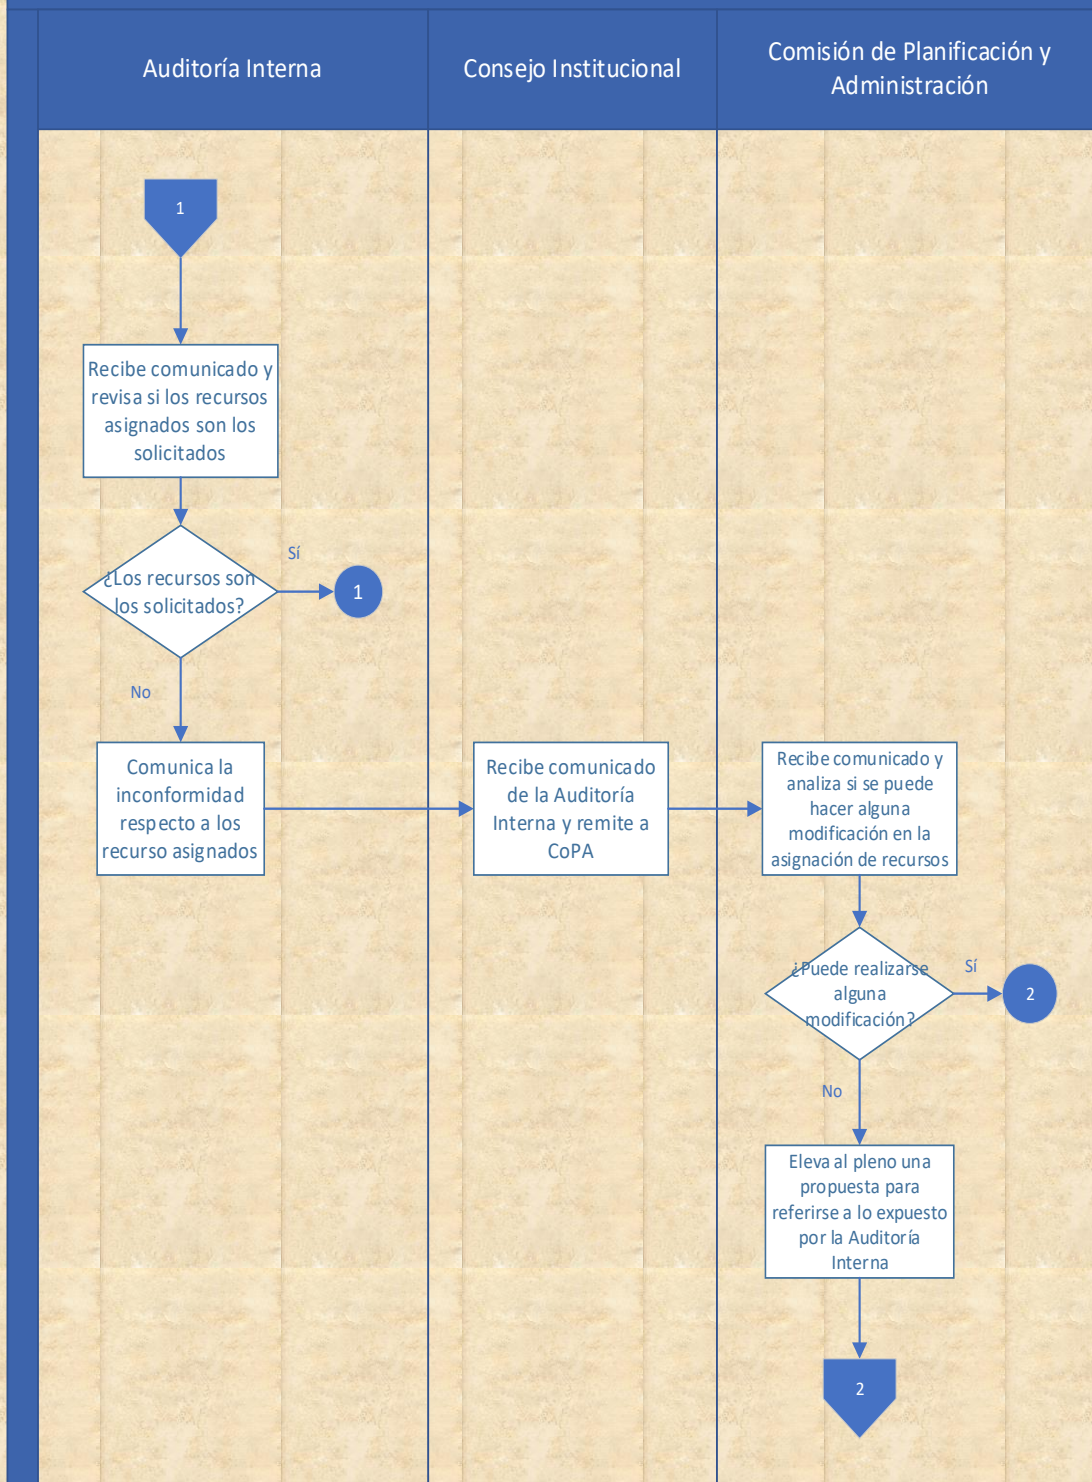 Auditoría Interna
Consejo Institucional
Comisión de Planificación y
Administración
1
Recibe comunicado y
revisa si los recursos
asignados son los
solicitados
¿Los recursos son
los solicitados?
Sí
1
No
Comunica la
inconformidad
respecto a los
recurso asignados
Recibe comunicado
de la Auditoría
Interna y remite a
CoPA
Recibe comunicado y
analiza si se puede
hacer alguna
modificación en la
asignación de recursos
¿Puede realizarse
alguna
modificación?
Sí
2
No
Eleva al pleno una
propuesta para
referirse a lo expuesto
por la Auditoría
Interna
2